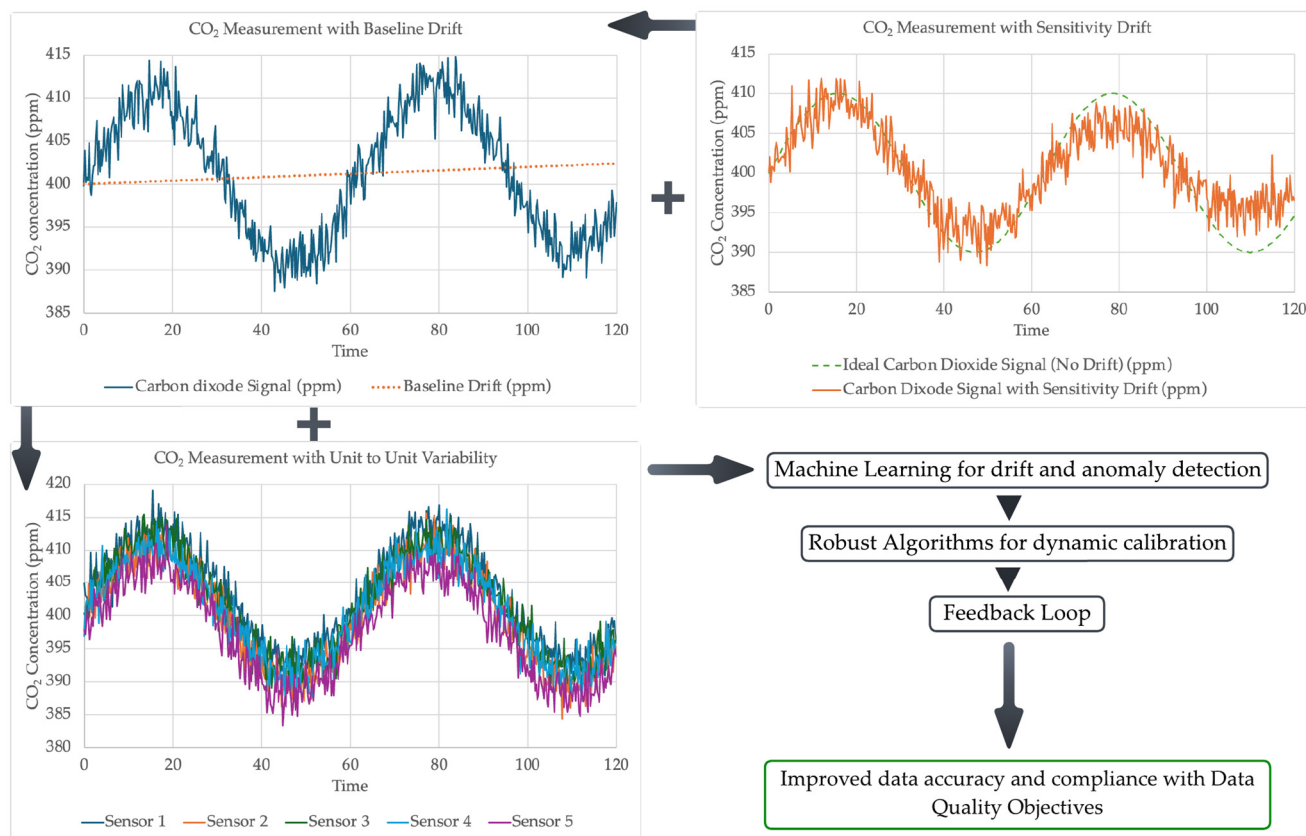 CO₂ Measurement with Baseline Drift
CO₂ concentration (ppm)
415
410
405
400
395
390
385
0
20
40
60
80
100
120
Time
Carbon dixode Signal (ppm)
Baseline Drift (ppm)
+
CO₂ Measurement with Sensitivity Drift
CO₂ Concentration (ppm)
415
410
405
400
395
390
385
0
20
40
60
80
100
120
Time
Ideal Carbon Dioxide Signal (No Drift) (ppm)
Carbon Dixode Signal with Sensitivity Drift (ppm)
+
CO₂ Measurement with Unit to Unit Variability
CO₂ Concentration (ppm)
420
415
410
405
400
395
390
385
380
0
20
40
60
80
100
120
Time
Sensor 1
Sensor 2
Sensor 3
Sensor 4
Sensor 5
Machine Learning for drift and anomaly detection
Robust Algorithms for dynamic calibration
Feedback Loop
Improved data accuracy and compliance with Data
Quality Objectives